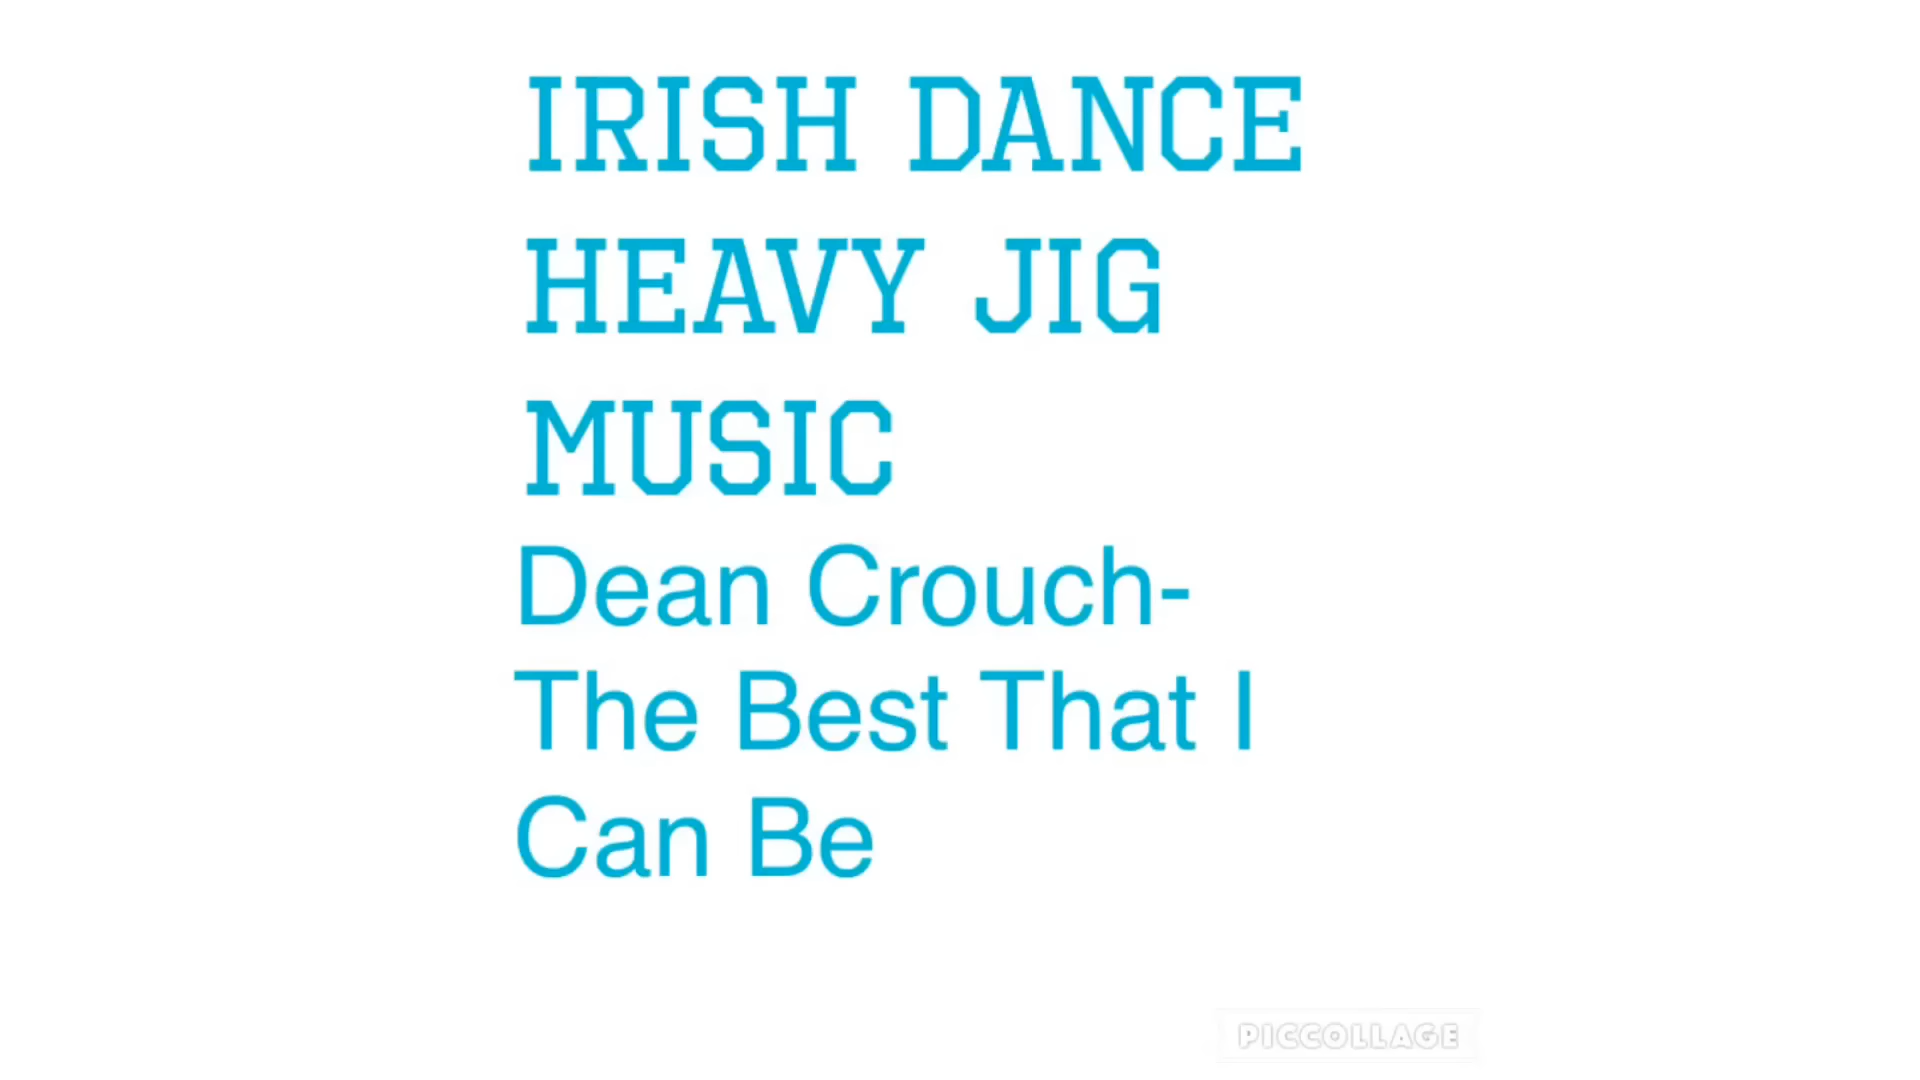 IRISH DANCE
HEAVY JIG
MUSIC
Dean Crouch-
The Best That I
Can Be
PICCOLLAGE